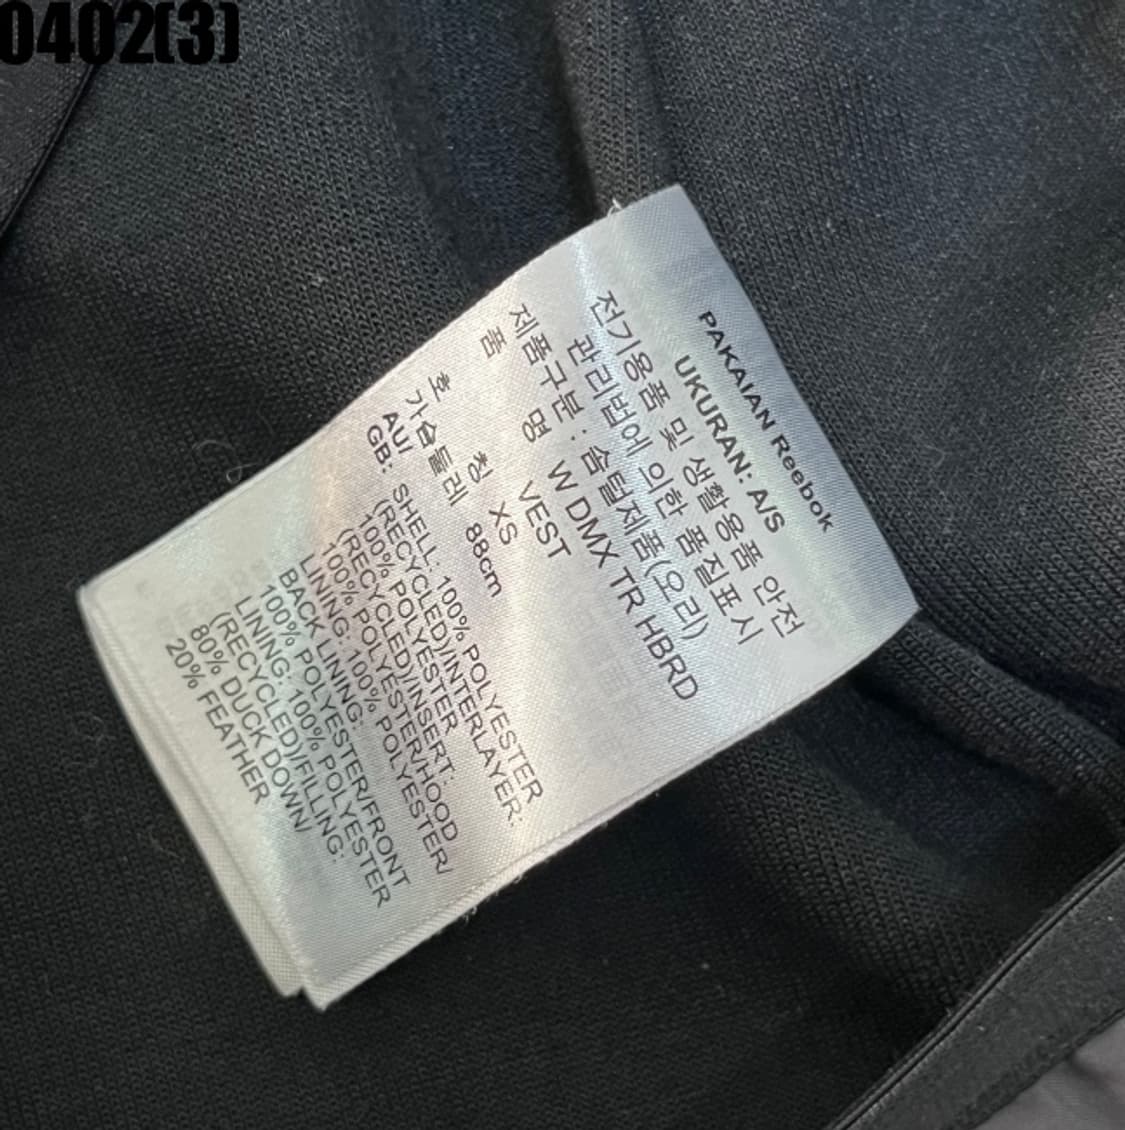 0402(3)
PAKAIAN Reebok
UKURAN: A/S
전기용품 및 생활용품 안전
관리법에 의한 품질표시
제품구분 : 솜털제품(오리)
품 명 W DMX TR HBRD
VEST
호 칭 XS
가슴둘레 88cm
AU/
GB: SHELL: 100% POLYESTER
(RECYCLED)/INTERLAYER:
100% POLYESTER
(RECYCLED)/INSERT:
100% POLYESTER/HOOD
LINING: 100% POLYESTER/
BACK LINING:
100% POLYESTER/FRONT
LINING: 100% POLYESTER
(RECYCLED)/FILLING:
80% DUCK DOWN/
20% FEATHER